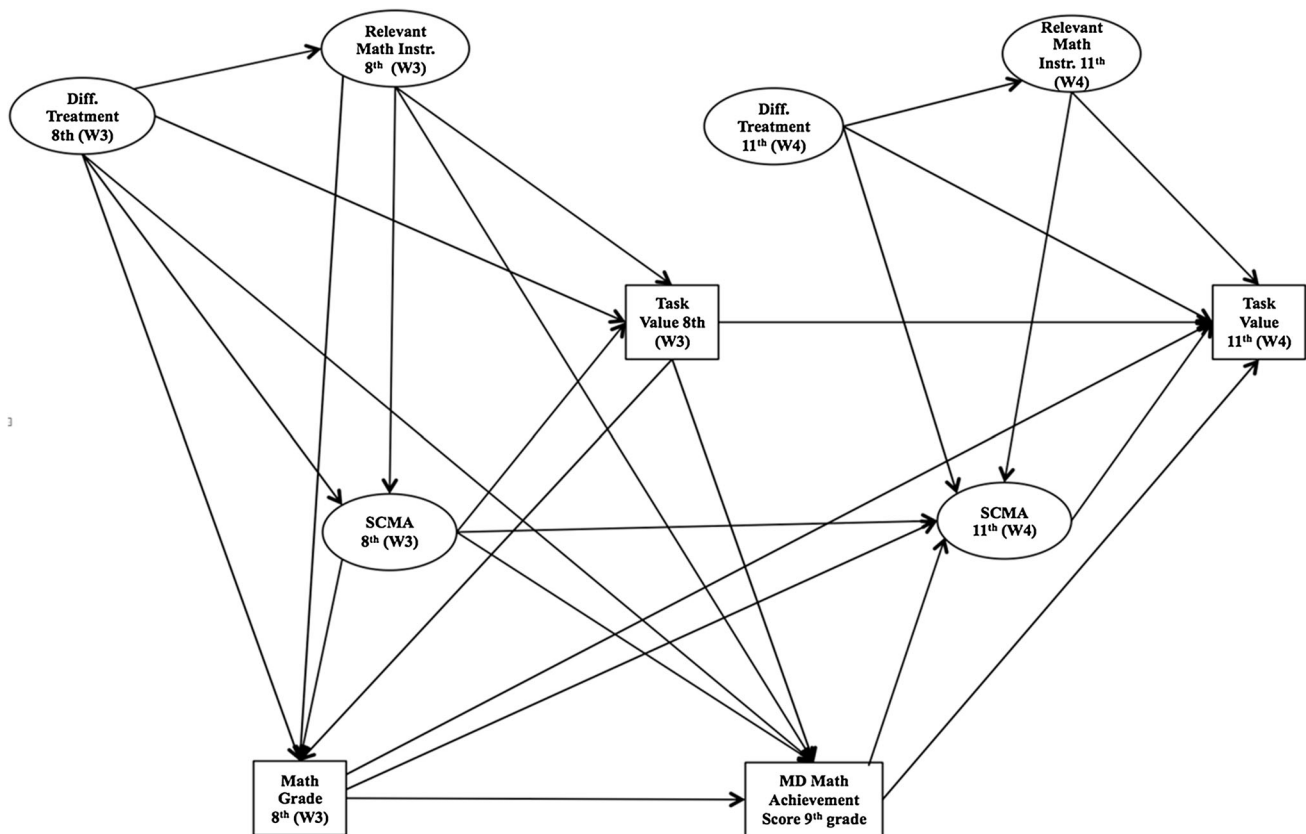 Relevant
Math Instr.
8th (W3)
Diff.
Treatment
8th (W3)
Relevant
Math
Instr. 11th
(W4)
Diff.
Treatment
11th (W4)
Task
Value 8th
(W3)
Task
Value
11th (W4)
SCMA
8th (W3)
SCMA
11th (W4)
Math
Grade
8th (W3)
MD Math
Achievement
Score 9th grade